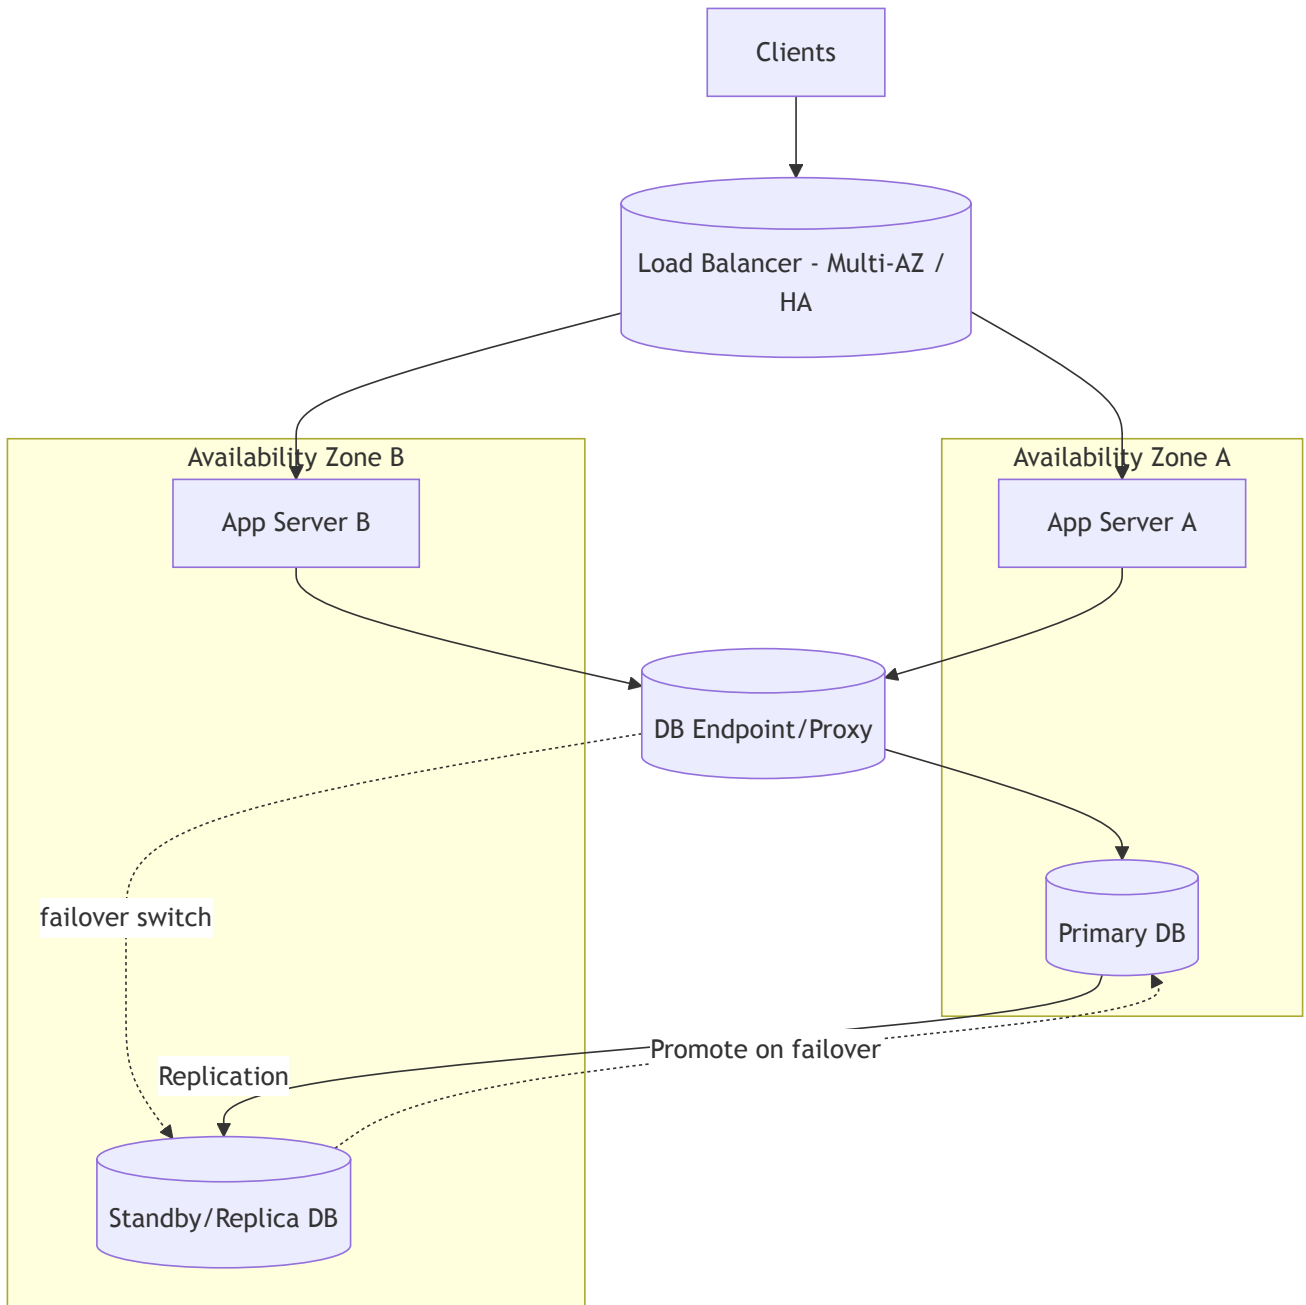 Clients
Load Balancer - Multi-AZ /
HA
Availability Zone B
Availability Zone A
App Server B
App Server A
DB Endpoint/Proxy
failover switch
Primary DB
Promote on failover
Replication
Standby/Replica DB